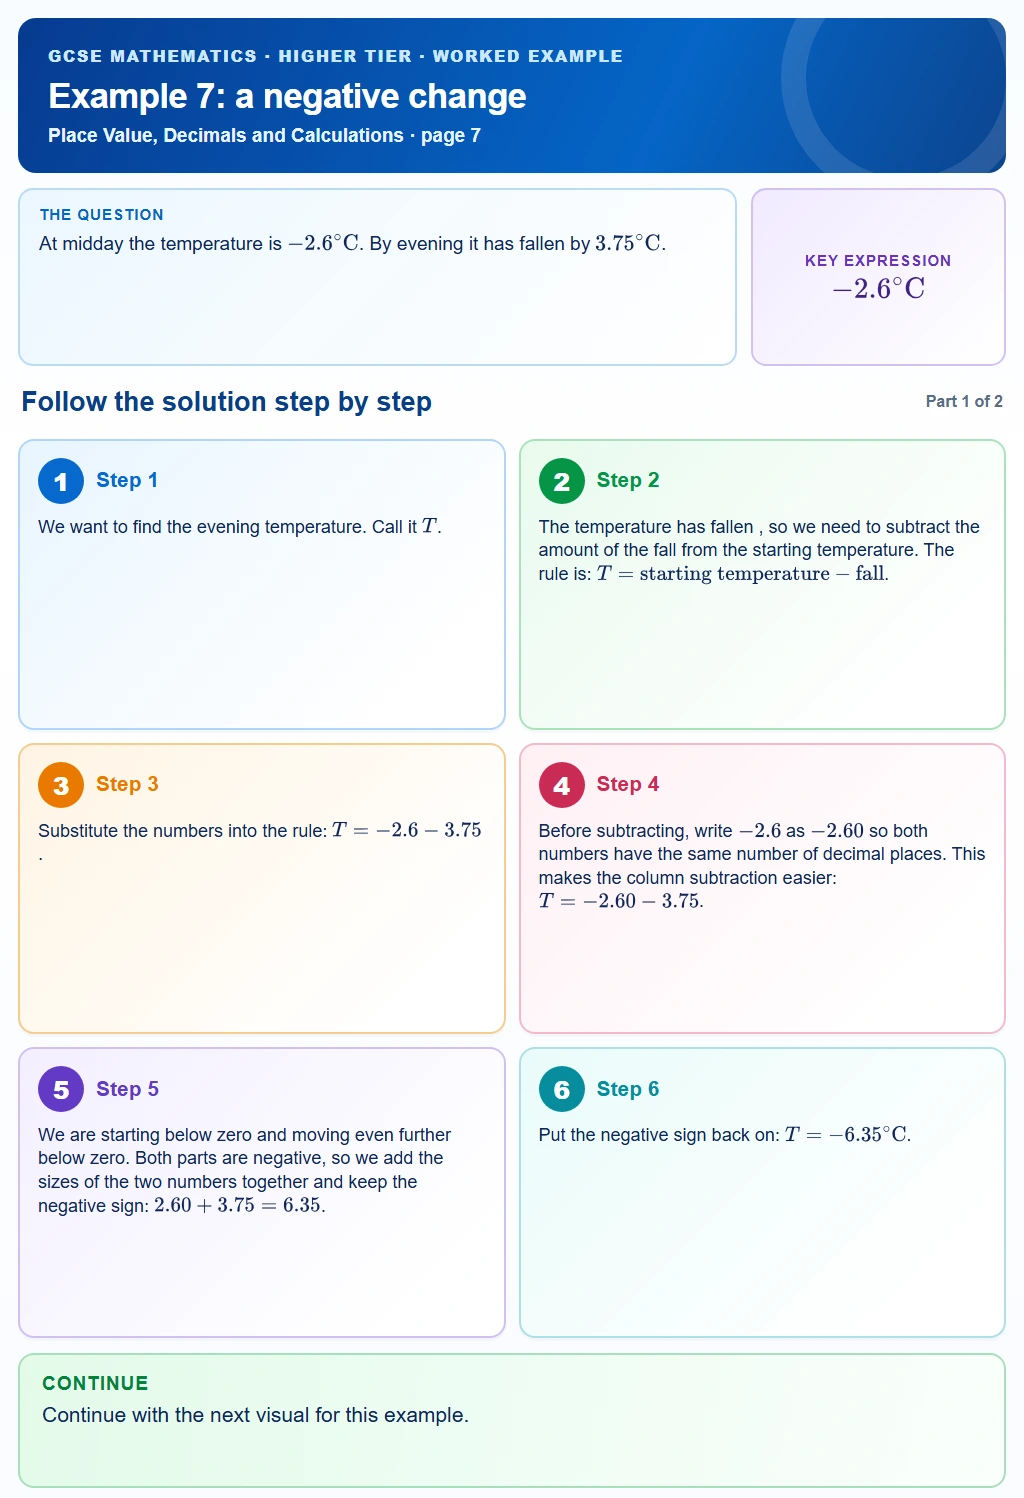 GCSE MATHEMATICS · HIGHER TIER · WORKED EXAMPLE
Example 7: a negative change
Place Value, Decimals and Calculations · page 7
THE QUESTION
At midday the temperature is −2.6°C. By evening it has fallen by 3.75°C.
KEY EXPRESSION
−2.6°C
Follow the solution step by step
Part 1 of 2
1 Step 1
We want to find the evening temperature. Call it T.
2 Step 2
The temperature has fallen , so we need to subtract the
amount of the fall from the starting temperature. The
rule is: T = starting temperature − fall.
3 Step 3
Substitute the numbers into the rule: T = −2.6 − 3.75
.
4 Step 4
Before subtracting, write −2.6 as −2.60 so both
numbers have the same number of decimal places. This
makes the column subtraction easier:
T = −2.60 − 3.75.
5 Step 5
We are starting below zero and moving even further
below zero. Both parts are negative, so we add the
sizes of the two numbers together and keep the
negative sign: 2.60 + 3.75 = 6.35.
6 Step 6
Put the negative sign back on: T = −6.35°C.
CONTINUE
Continue with the next visual for this example.